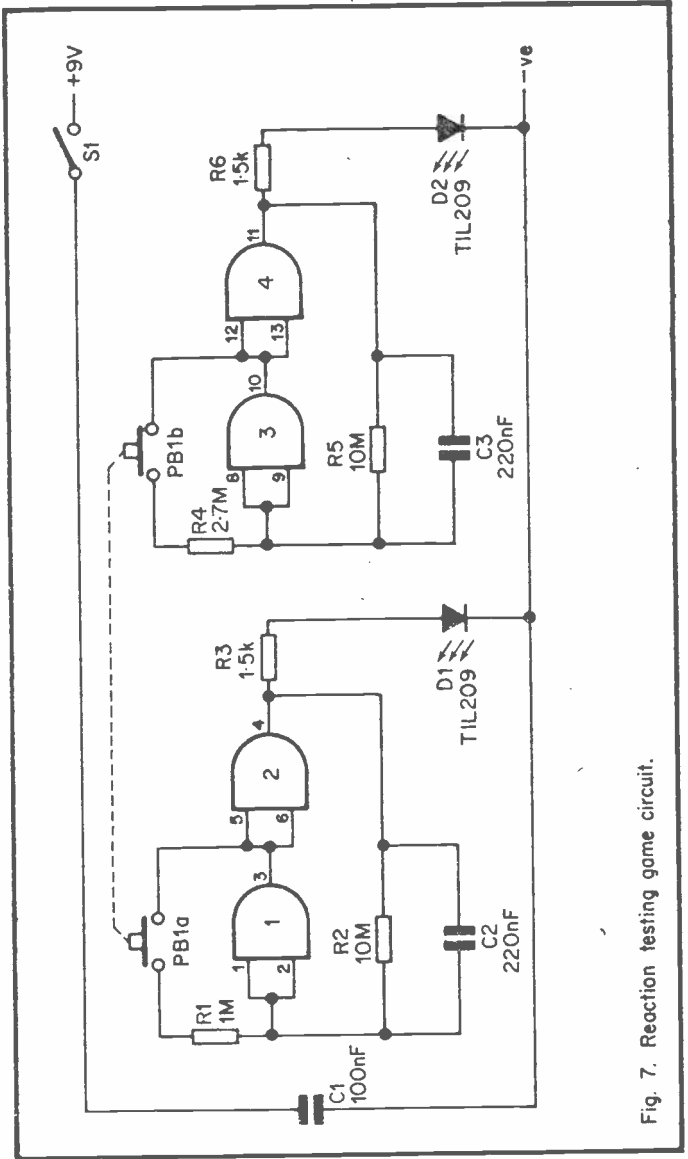 S1
+9V
PB1a
PB1b
R1
1M
1
2
1
3
5
6
2
4
R3
1·5k
R4
2·7M
8
9
3
10
12
13
4
11
R6
1·5k
C1
100nF
R2
10M
C2
220nF
D1
TIL209
R5
10M
C3
220nF
D2
TIL209
-ve
Fig. 7. Reaction testing game circuit.